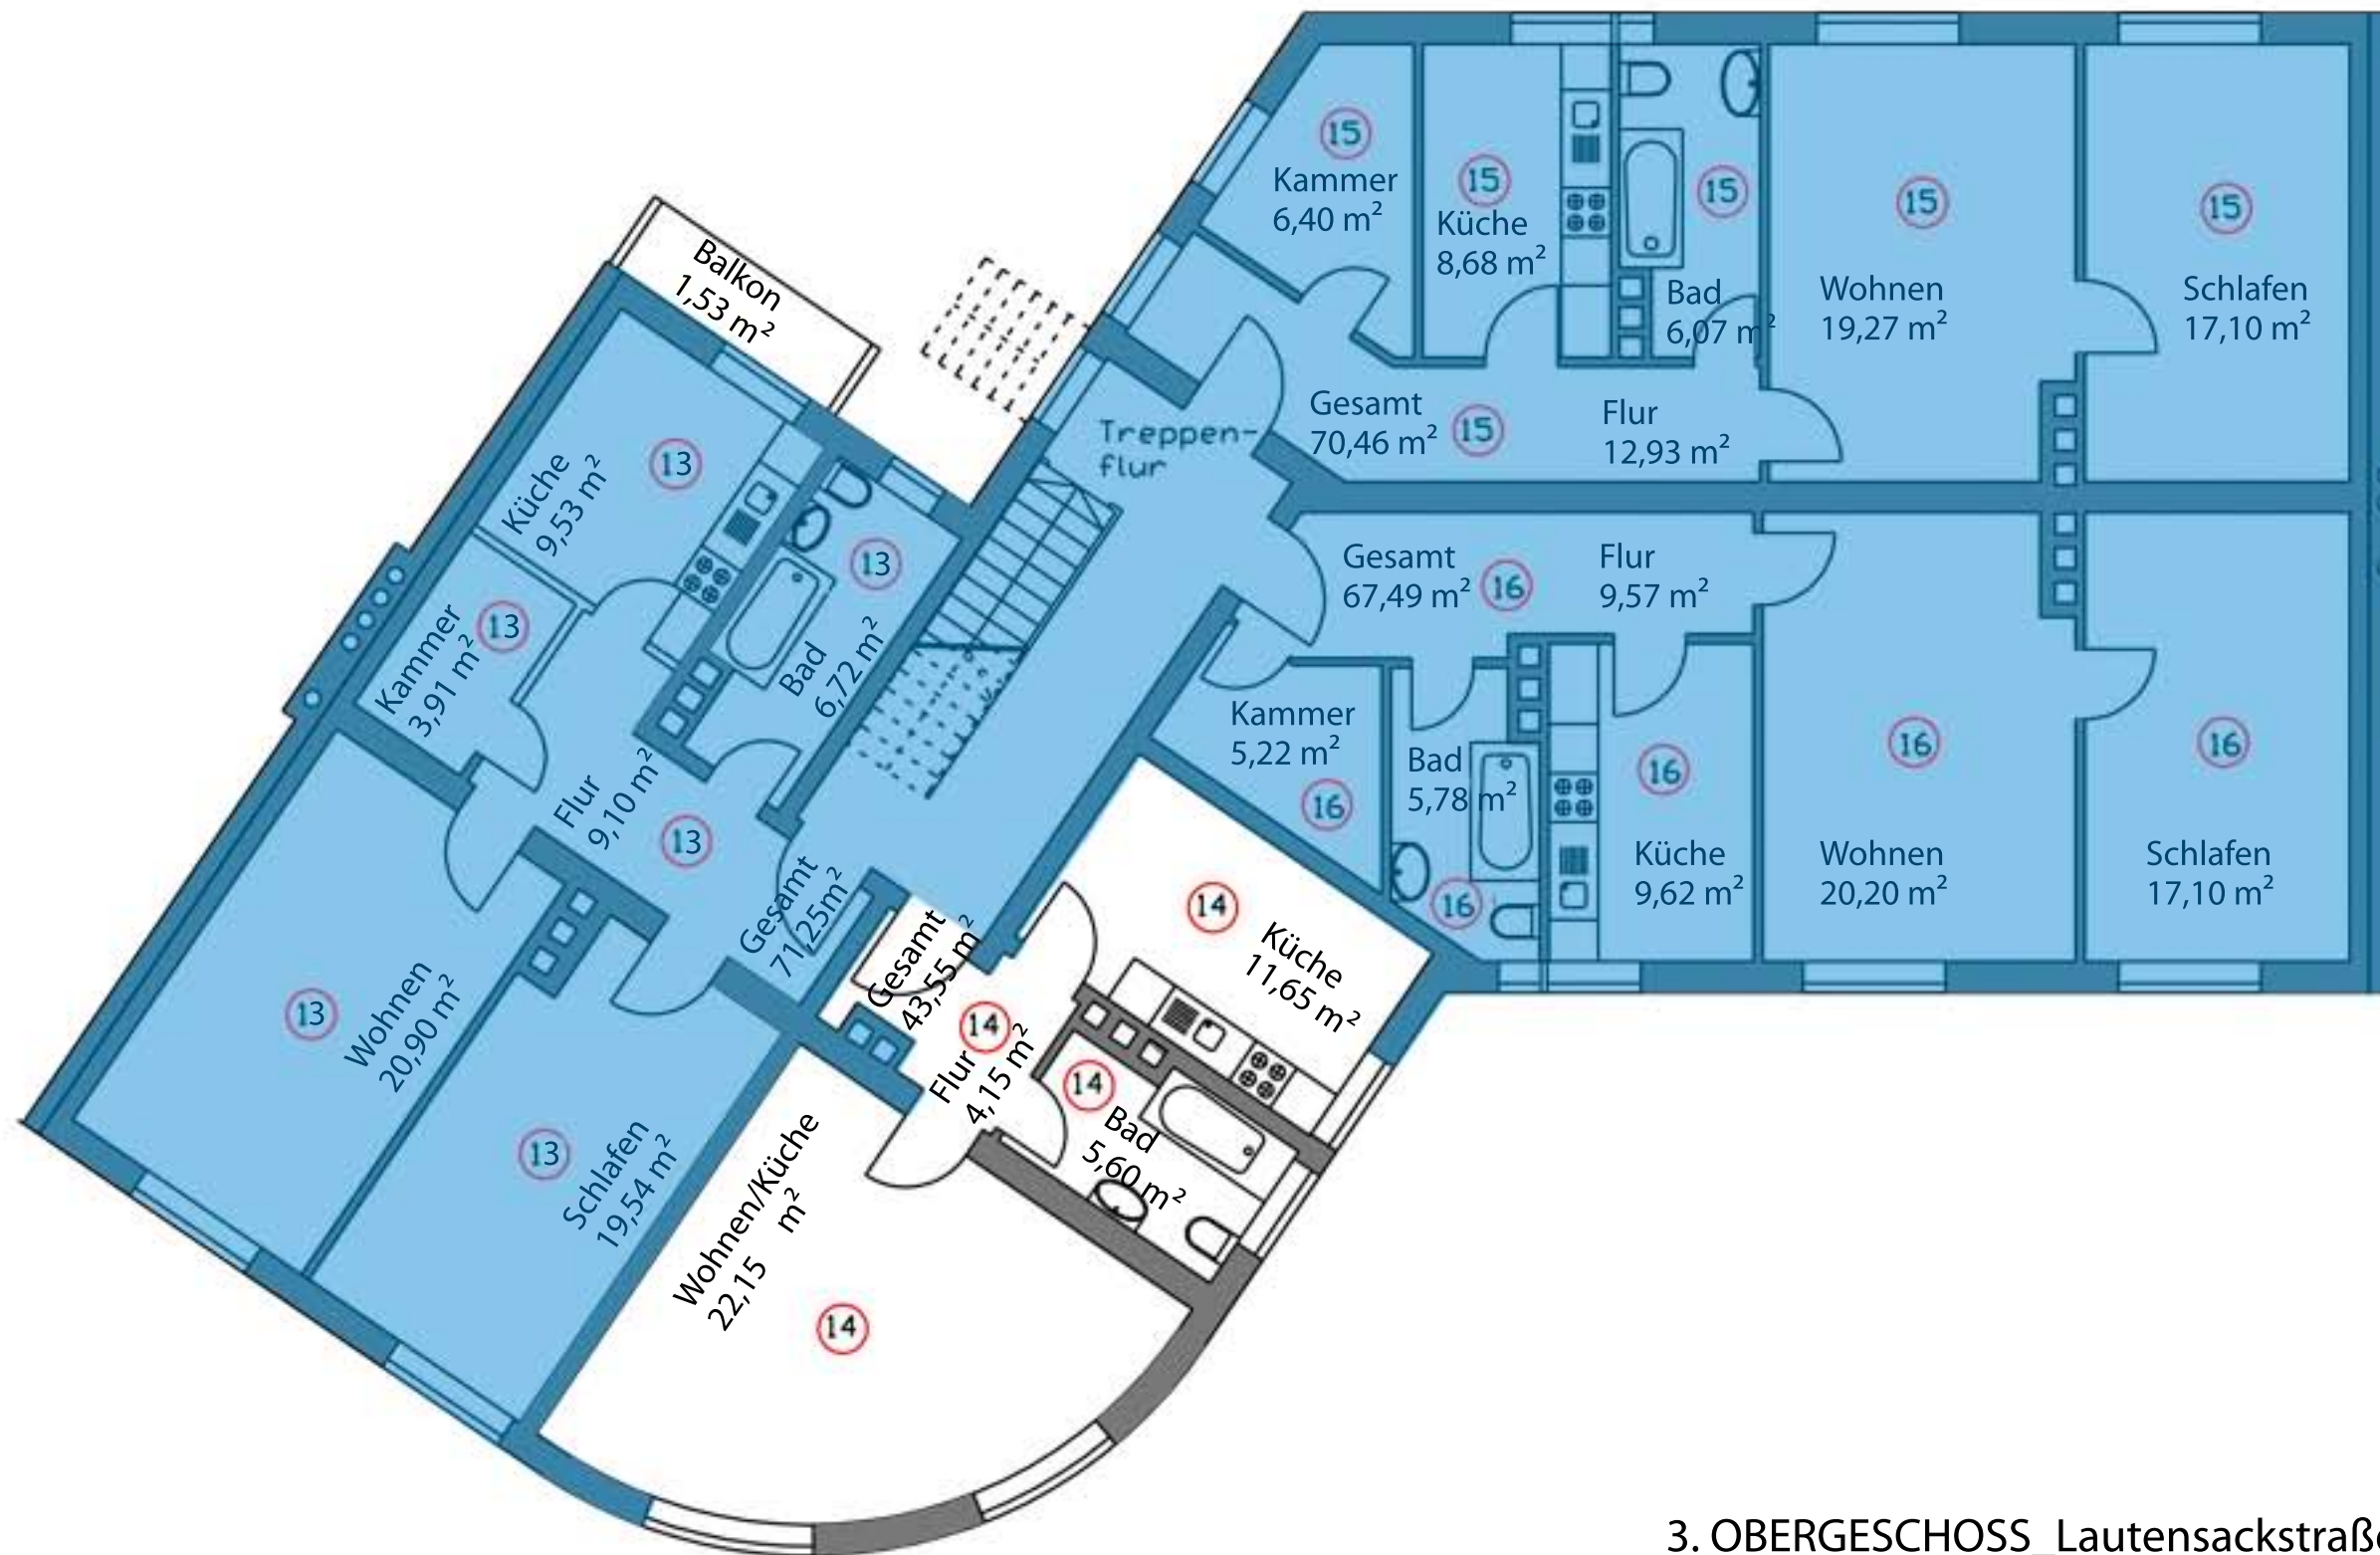 15
Kammer
6,40 m²
15
Küche
8,68 m²
15
Bad
6,07 m²
15
Wohnen
19,27 m²
15
Schlafen
17,10 m²
Gesamt
70,46 m²
15
Flur
12,93 m²
Treppen-
flur
Balkon
1,53 m²
13
Küche
9,53 m²
13
Kammer
3,91 m²
13
Bad
6,72 m²
Flur
9,10 m²
13
Gesamt
71,25m²
13
Wohnen
20,90 m²
13
Schlafen
19,54 m²
Gesamt
67,49 m²
16
Flur
9,57 m²
Kammer
5,22 m²
16
Bad
5,78 m²
16
16
Küche
9,62 m²
16
Wohnen
20,20 m²
16
Schlafen
17,10 m²
14
Küche
11,65 m²
Gesamt
43,55 m²
14
Flur
4,15 m²
14
Bad
5,60 m²
Wohnen/Küche
22,15 m²
14
3. OBERGESCHOSS_Lautensackstraße